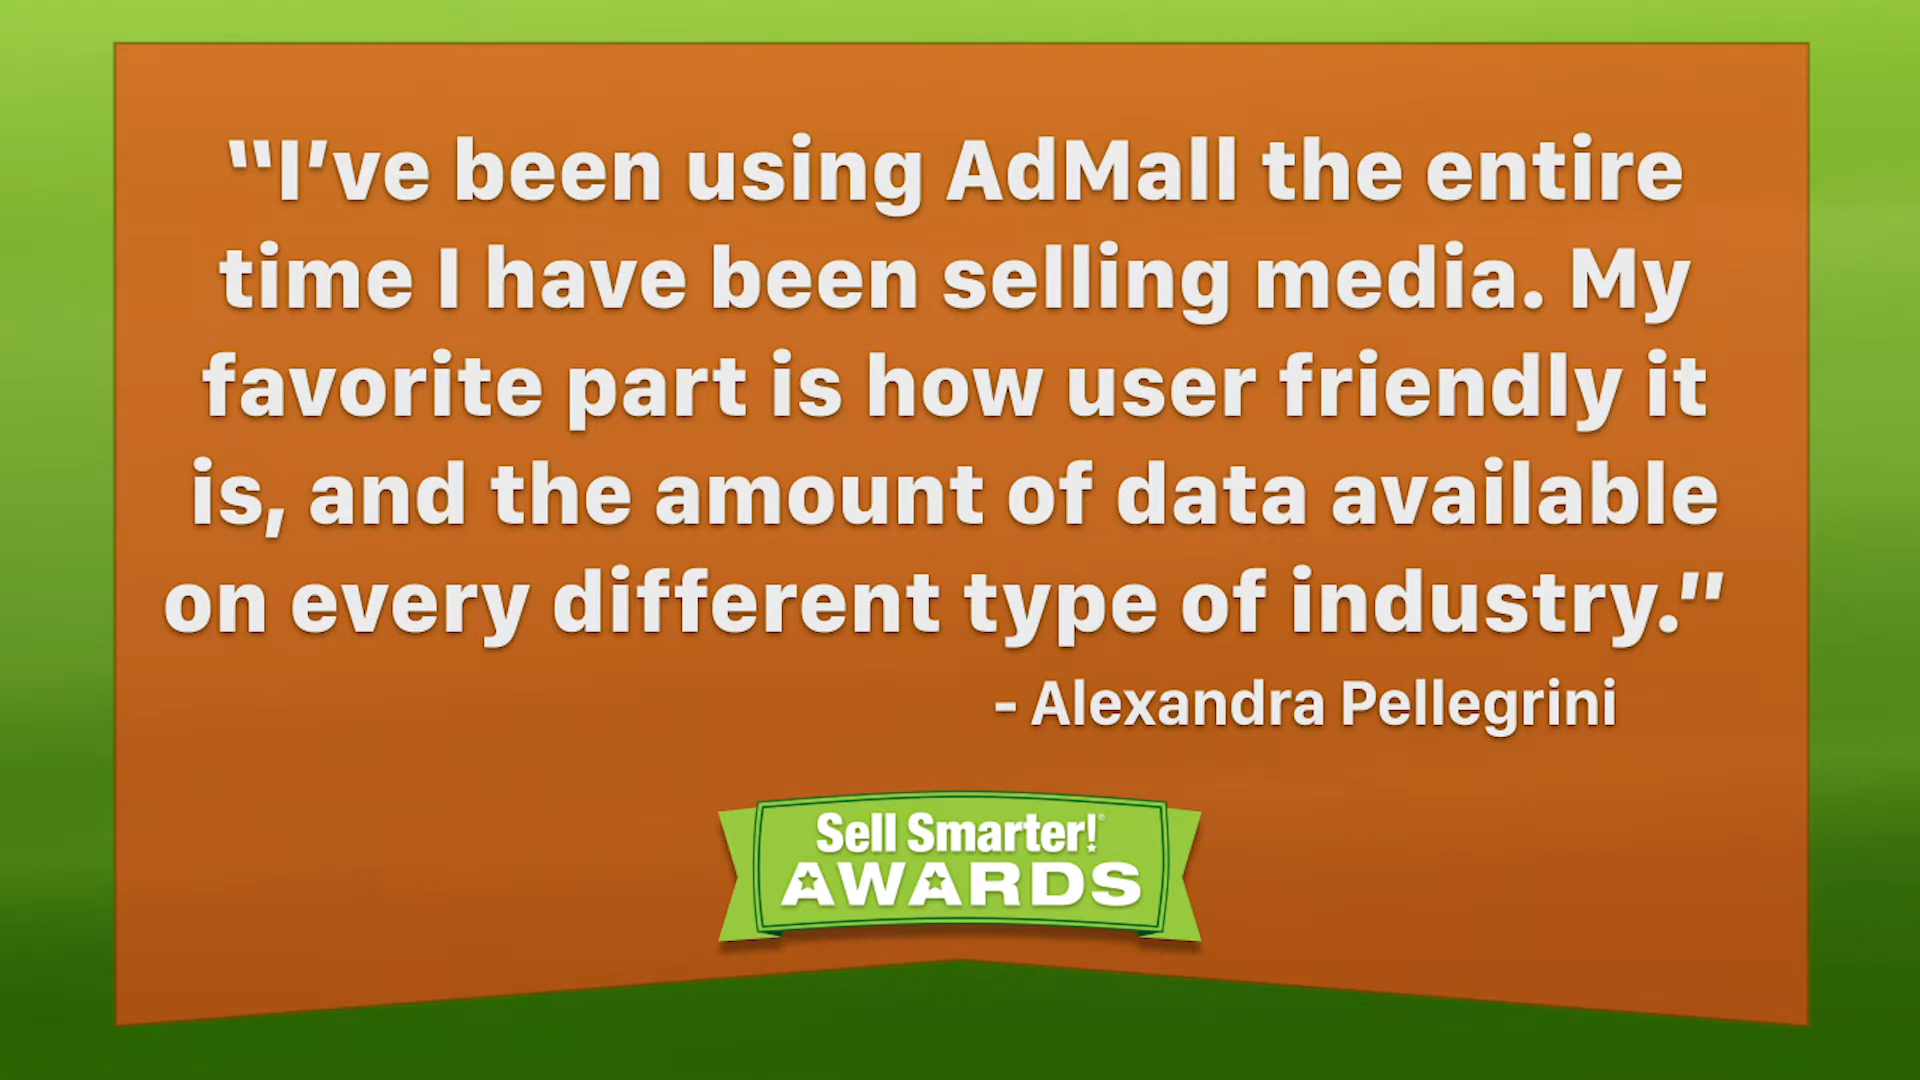 “I’ve been using AdMall the entire
time I have been selling media. My
favorite part is how user friendly it
is, and the amount of data available
on every different type of industry.”
- Alexandra Pellegrini
Sell Smarter!®
AWARDS